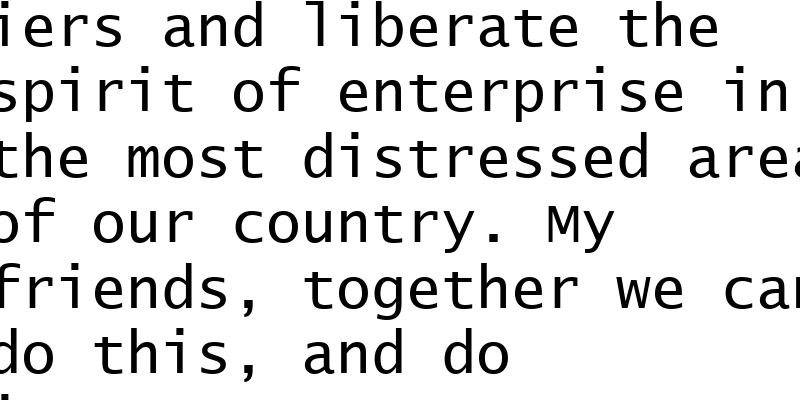 iers and liberate the
spirit of enterprise in
the most distressed area
of our country. My
friends, together we can
do this, and do